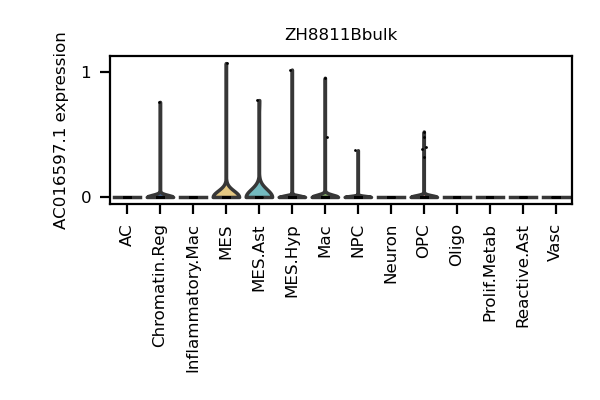 ZH8811Bbulk
AC016597.1 expression
1
0
AC
Chromatin.Reg
Inflammatory.Mac
MES
MES.Ast
MES.Hyp
Mac
NPC
Neuron
OPC
Oligo
Prolif.Metab
Reactive.Ast
Vasc